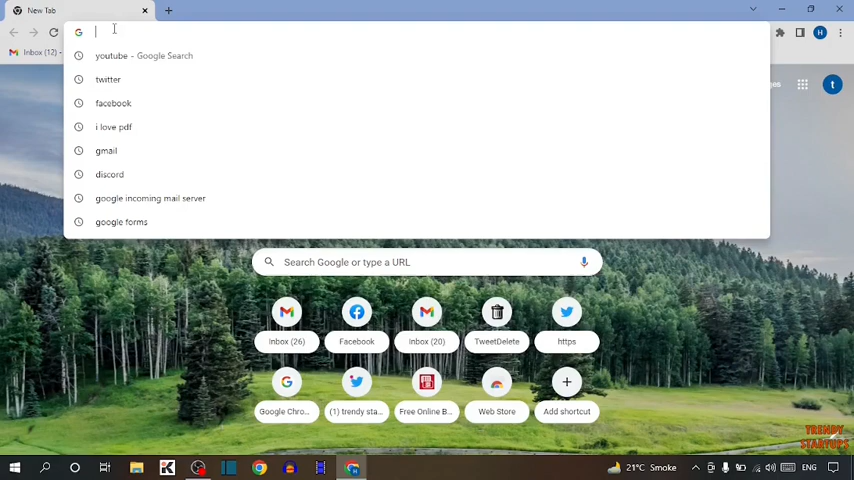 New Tab
Inbox (12) -
youtube - Google Search
twitter
facebook
i love pdf
gmail
discord
google incoming mail server
google forms
H
t
Search Google or type a URL
Inbox (26)
Facebook
Inbox (20)
TweetDelete
https
Google Chro...
(1) trendy sta...
Free Online B...
Web Store
Add shortcut
TRENDY
STARTUPS
21°C Smoke
ENG